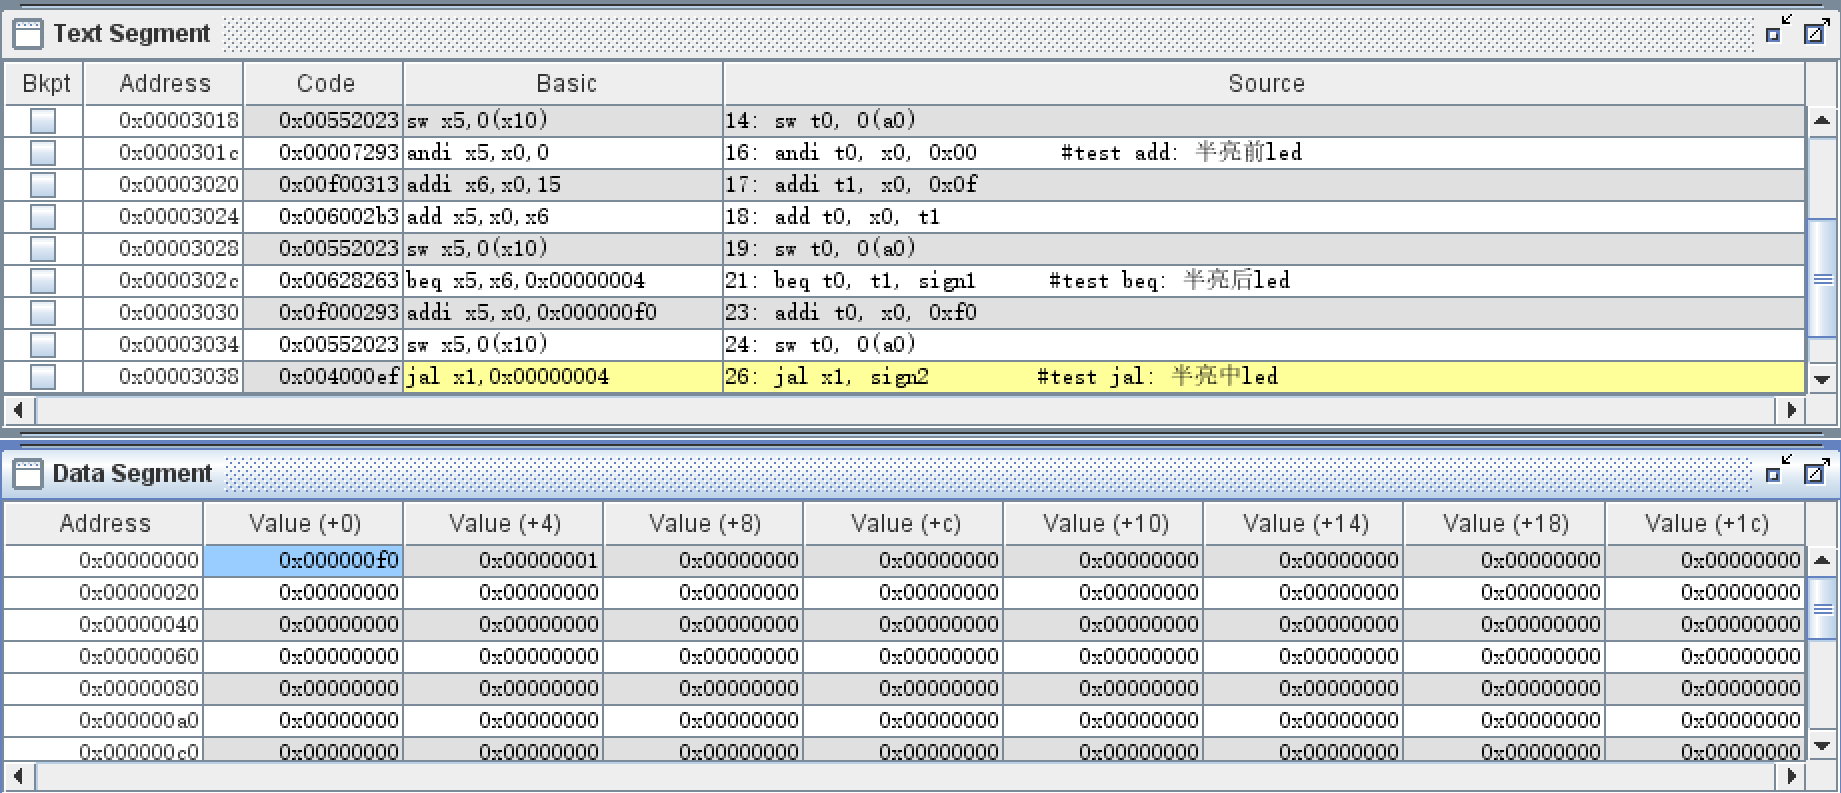 Text Segment
Bkpt Address Code Basic Source
0x00003018 0x00552023 sw x5,0(x10) 14: sw t0, 0(a0)
0x0000301c 0x00007293 andi x5,x0,0 16: andi t0, x0, 0x00 #test add: 半亮前led
0x00003020 0x00f00313 addi x6,x0,15 17: addi t1, x0, 0x0f
0x00003024 0x006002b3 add x5,x0,x6 18: add t0, x0, t1
0x00003028 0x00552023 sw x5,0(x10) 19: sw t0, 0(a0)
0x0000302c 0x00628263 beq x5,x6,0x00000004 21: beq t0, t1, sign1 #test beq: 半亮后led
0x00003030 0x0f000293 addi x5,x0,0x000000f0 23: addi t0, x0, 0xf0
0x00003034 0x00552023 sw x5,0(x10) 24: sw t0, 0(a0)
0x00003038 0x004000ef jal x1,0x00000004 26: jal x1, sign2 #test jal: 半亮中led
Data Segment
Address Value (+0) Value (+4) Value (+8) Value (+c) Value (+10) Value (+14) Value (+18) Value (+1c)
0x00000000 0x000000f0 0x00000001 0x00000000 0x00000000 0x00000000 0x00000000 0x00000000 0x00000000
0x00000020 0x00000000 0x00000000 0x00000000 0x00000000 0x00000000 0x00000000 0x00000000 0x00000000
0x00000040 0x00000000 0x00000000 0x00000000 0x00000000 0x00000000 0x00000000 0x00000000 0x00000000
0x00000060 0x00000000 0x00000000 0x00000000 0x00000000 0x00000000 0x00000000 0x00000000 0x00000000
0x00000080 0x00000000 0x00000000 0x00000000 0x00000000 0x00000000 0x00000000 0x00000000 0x00000000
0x000000a0 0x00000000 0x00000000 0x00000000 0x00000000 0x00000000 0x00000000 0x00000000 0x00000000
0x000000c0 0x00000000 0x00000000 0x00000000 0x00000000 0x00000000 0x00000000 0x00000000 0x00000000